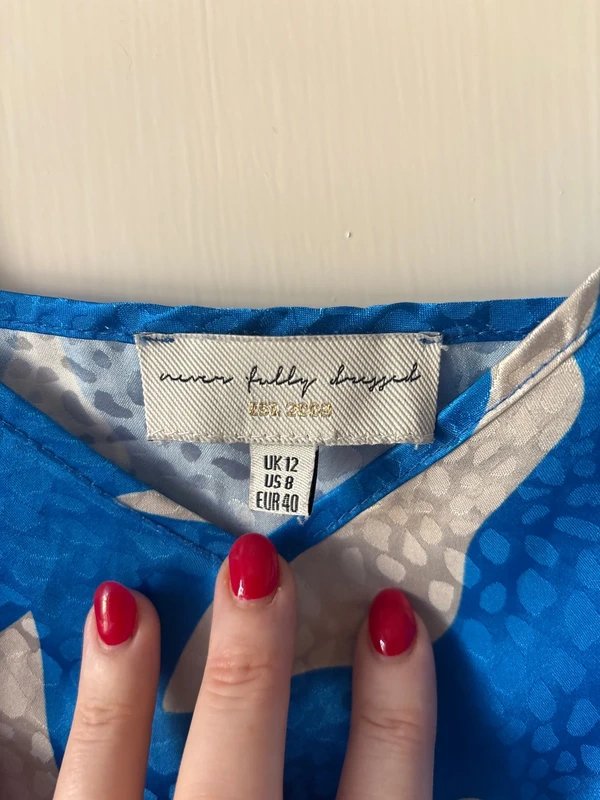 never fully dressed
EST. 2009
UK 12
US 8
EUR 40